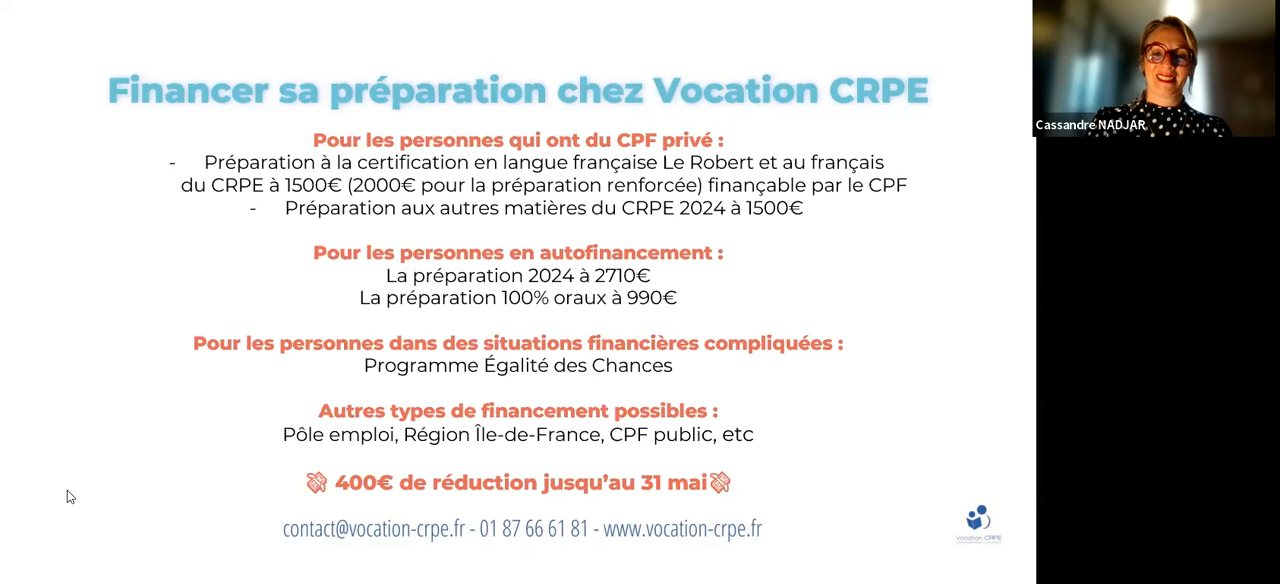 Financer sa préparation chez Vocation CRPE
Pour les personnes qui ont du CPF privé :
- Préparation à la certification en langue française Le Robert et au français
du CRPE à 1500€ (2000€ pour la préparation renforcée) finançable par le CPF
- Préparation aux autres matières du CRPE 2024 à 1500€
Pour les personnes en autofinancement :
La préparation 2024 à 2710€
La préparation 100% oraux à 990€
Pour les personnes dans des situations financières compliquées :
Programme Égalité des Chances
Autres types de financement possibles :
Pôle emploi, Région Île-de-France, CPF public, etc
400€ de réduction jusqu’au 31 mai
contact@vocation-crpe.fr - 01 87 66 61 81 - www.vocation-crpe.fr
Vocation CRPE
Cassandre NADJAR